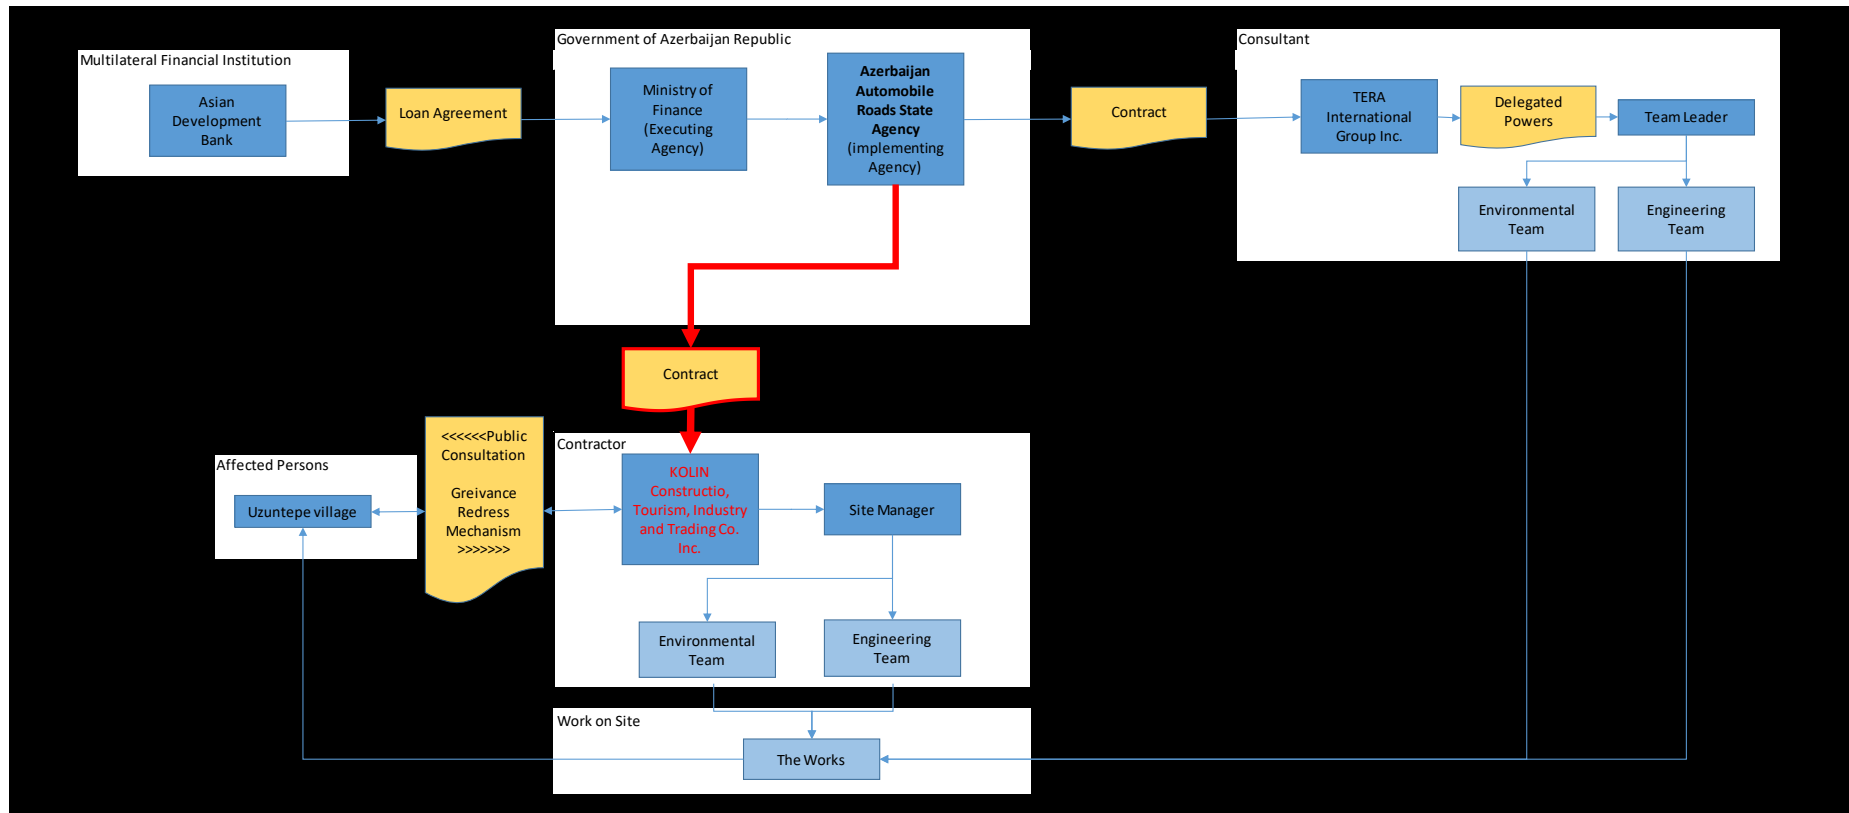 Multilateral Financial Institution
Asian
Development
Bank
Loan Agreement
Government of Azerbaijan Republic
Ministry of
Finance
(Executing
Agency)
Azerbaijan
Automobile
Roads State
Agency
(implementing
Agency)
Contract
Consultant
TERA
International
Group Inc.
Delegated
Powers
Team Leader
Environmental
Team
Engineering
Team
Contract
Affected Persons
Uzuntepe village
<<<<<<Public
Consultation
Greivance
Redress
Mechanism
>>>>>>>
Contractor
KOLIN
Constructio,
Tourism, Industry
and Trading Co.
Inc.
Site Manager
Environmental
Team
Engineering
Team
Work on Site
The Works